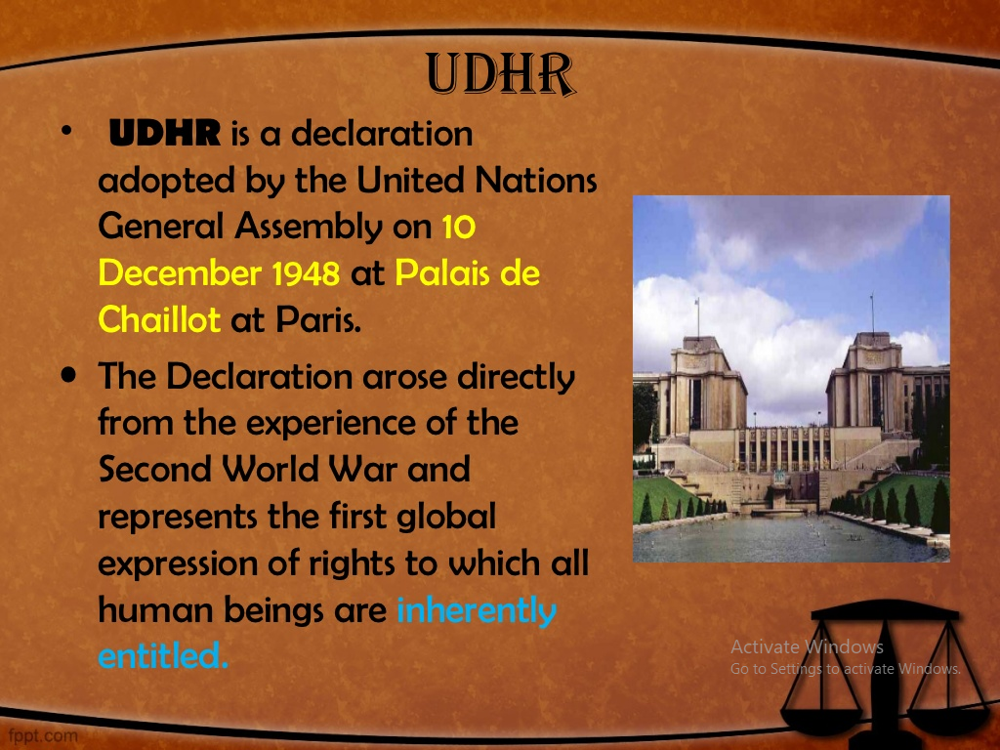 UDHR
• UDHR is a declaration
adopted by the United Nations
General Assembly on 10
December 1948 at Palais de
Chaillot at Paris.
• The Declaration arose directly
from the experience of the
Second World War and
represents the first global
expression of rights to which all
human beings are inherently
entitled.
Activate Windows
Go to Settings to activate Windows.
fppt.com